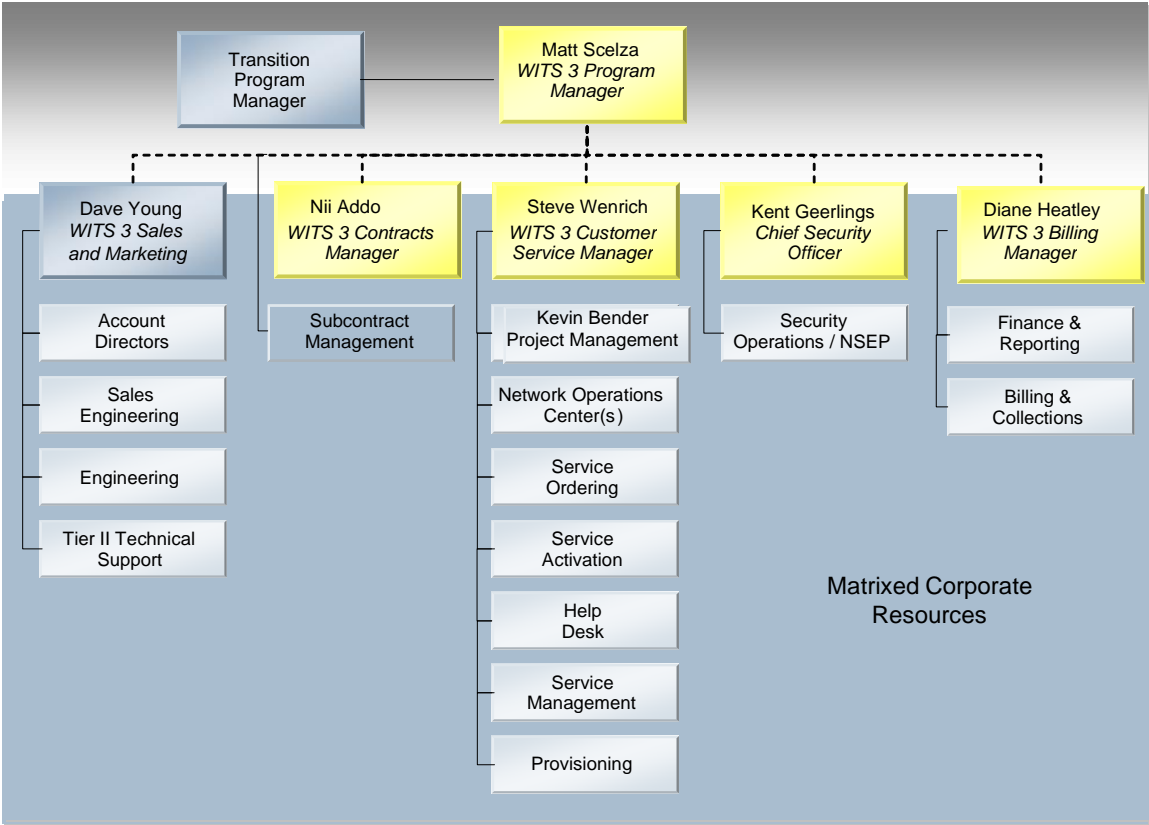 Transition
Program
Manager
Matt Scelza
WITS 3 Program
Manager
Dave Young
WITS 3 Sales
and Marketing
Nii Addo
WITS 3 Contracts
Manager
Steve Wenrich
WITS 3 Customer
Service Manager
Kent Geerlings
Chief Security
Officer
Diane Heatley
WITS 3 Billing
Manager
Account
Directors
Sales
Engineering
Engineering
Tier II Technical
Support
Subcontract
Management
Kevin Bender
Project Management
Network Operations
Center(s)
Service
Ordering
Service
Activation
Help
Desk
Service
Management
Provisioning
Security
Operations / NSEP
Finance &
Reporting
Billing &
Collections
Matrixed Corporate
Resources